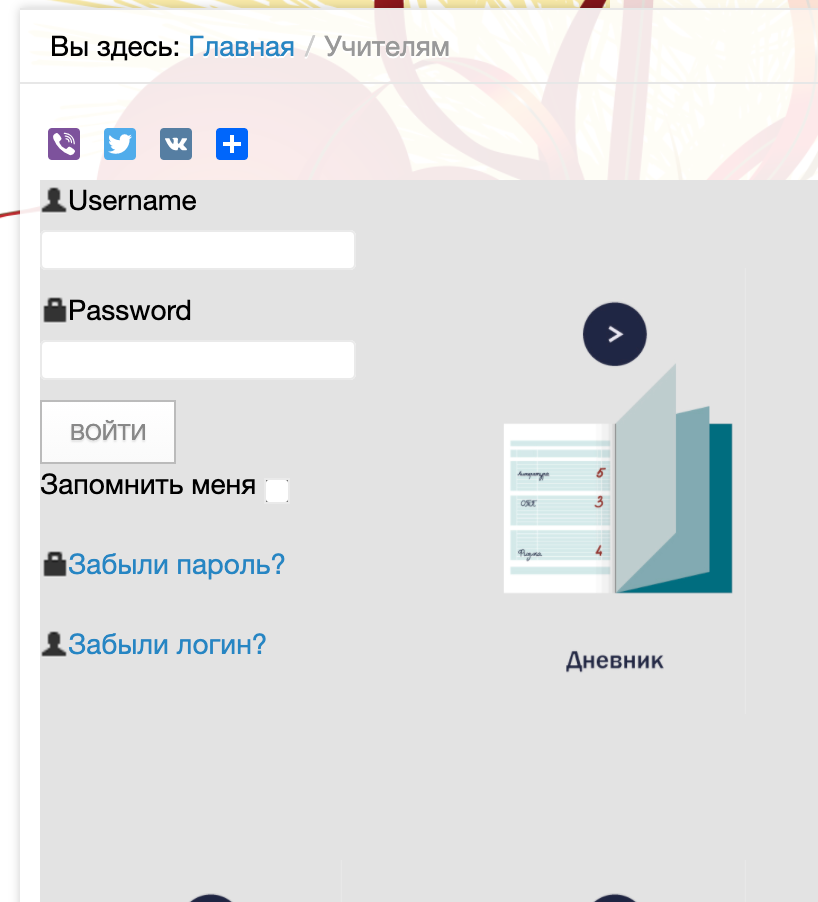 Вы здесь: Главная / Учителям
Username
Password
ВОЙТИ
Запомнить меня
Забыли пароль?
Забыли логин?
>
Литература 5
ОБЖ 3
Физика 4
Дневник